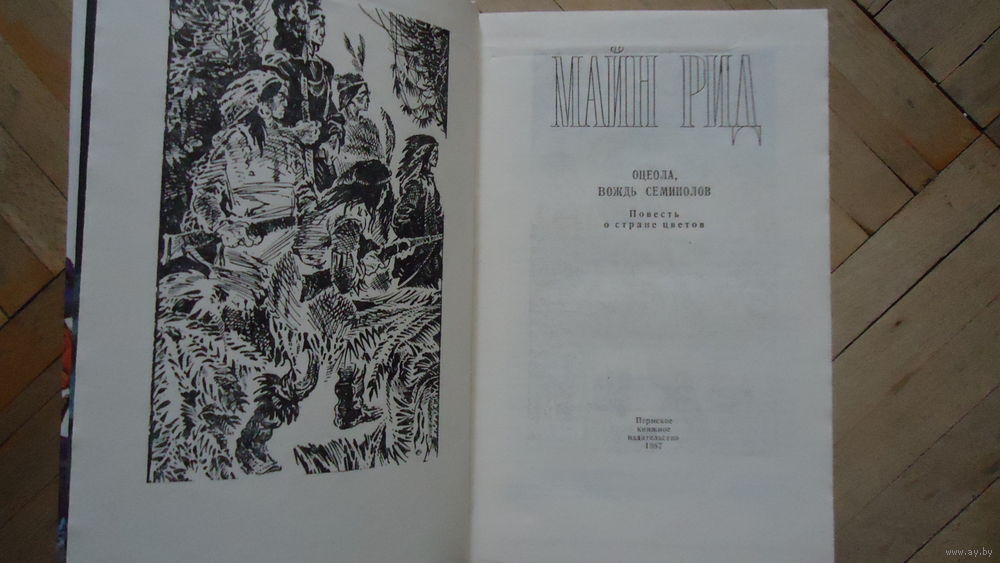 МАЙН РИД
ОЦЕОЛА,
ВОЖДЬ СЕМИНОЛОВ
Повесть
о стране цветов
Пермское
книжное
издательство
1987
www.ay.by